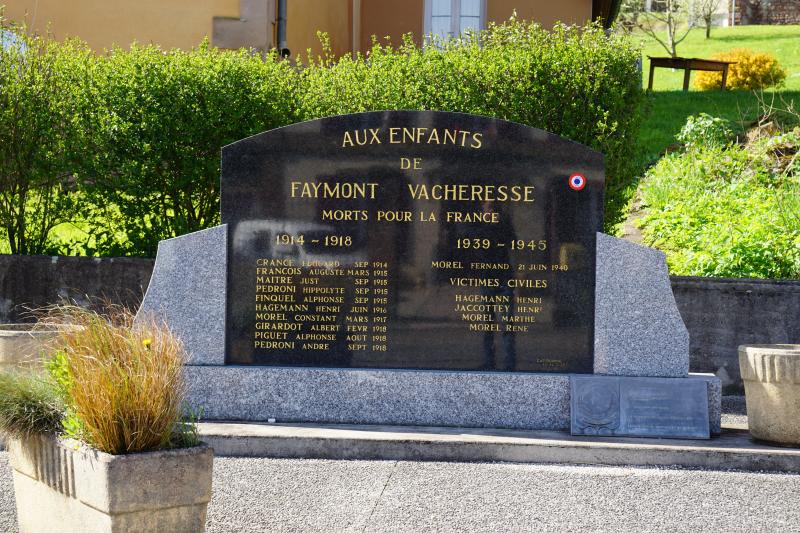 AUX ENFANTS
DE
FAYMONT VACHERESSE
MORTS POUR LA FRANCE
1914 - 1918
CRANCE EDOUARD SEP 1914
FRANCOIS AUGUSTE MARS 1915
MAITRE JUST SEP 1915
PEDRONI HIPPOLYTE SEP 1915
FINQUEL ALPHONSE SEP 1915
HAGEMANN HENRI JUIN 1916
MOREL CONSTANT MARS 1917
GIRARDOT ALBERT FEVR 1918
PIGUET ALPHONSE AOUT 1918
PEDRONI ANDRE SEPT 1918
1939 - 1945
MOREL FERNAND 21 JUIN 1940
VICTIMES CIVILES
HAGEMANN HENRI
JACCOTTEY HENRI
MOREL MARTHE
MOREL RENE